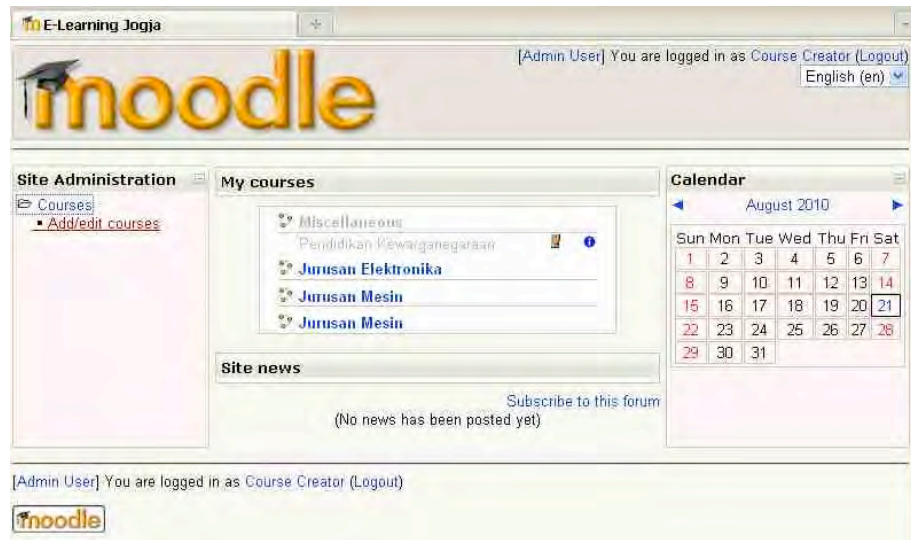 E-Learning Jogja
moodle
[Admin User] You are logged in as Course Creator (Logout)
English (en)
Site Administration
Courses
Add/edit courses
My courses
Miscellaneous
Pendidikan Kewarganegaraan
Jurusan Elektronika
Jurusan Mesin
Jurusan Mesin
Site news
Subscribe to this forum
(No news has been posted yet)
Calendar
August 2010
Sun Mon Tue Wed Thu Fri Sat
1 2 3 4 5 6 7
8 9 10 11 12 13 14
15 16 17 18 19 20 21
22 23 24 25 26 27 28
29 30 31
[Admin User] You are logged in as Course Creator (Logout)
moodle